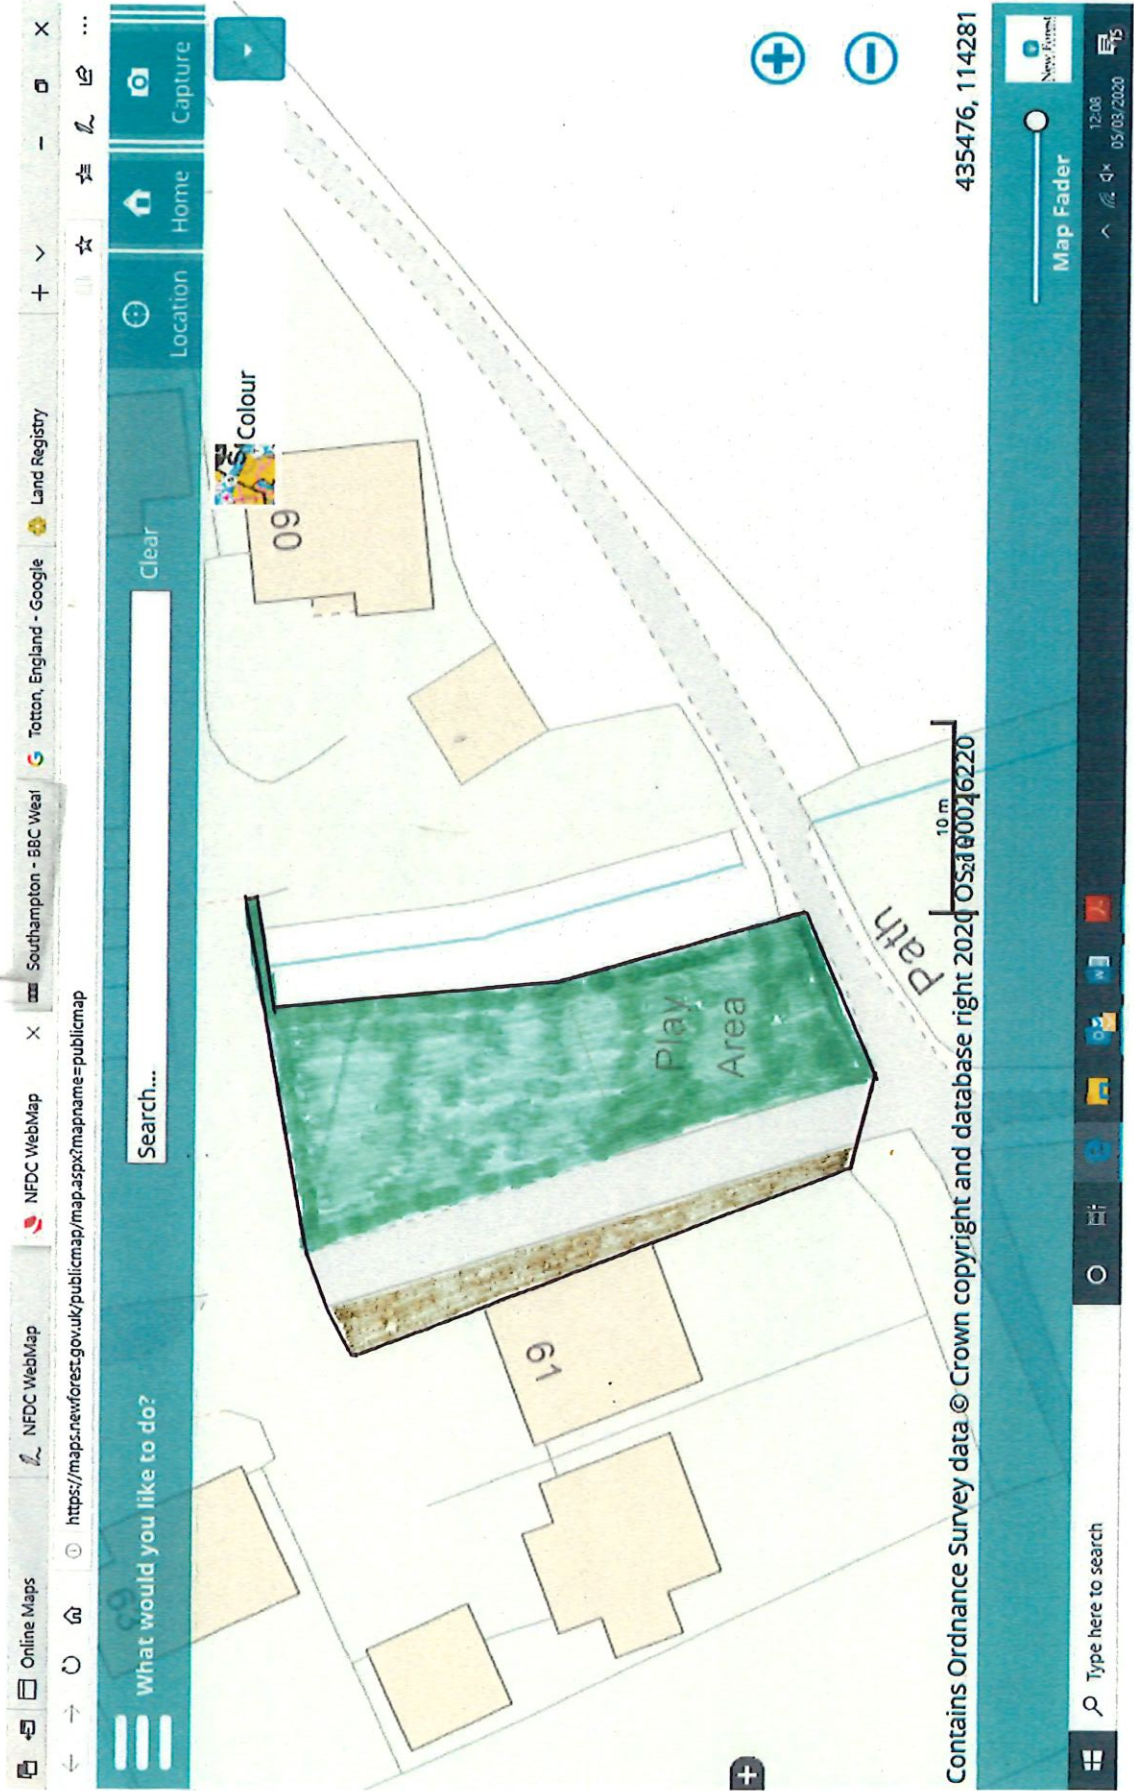 Online Maps
NFDC WebMap
NFDC WebMap
Southampton - BBC Weat
Totton, England - Google
Land Registry
https://maps.newforest.gov.uk/publicmap/map.aspx?mapname=publicmap
What would you like to do?
Search...
Clear
Location
Home
Capture
Colour
63
60
61
Play
Area
Path
10 m
435476, 114281
Contains Ordnance Survey data © Crown copyright and database right 2020 OS 100026220
Map Fader
New Forest
Type here to search
12:08
05/03/2020
15